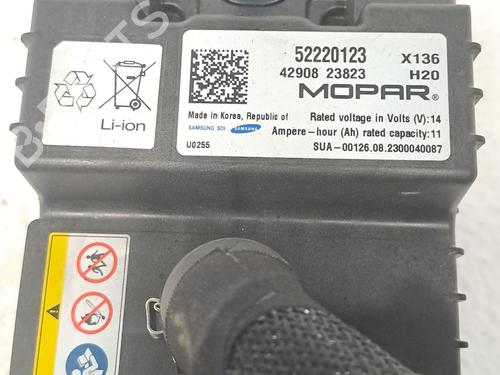 52220123 X136
42908 23823 H20
MOPAR®
Li-ion
Made in Korea, Republic of Rated voltage in Volts (V):14
SAMSUNG SDI SAMSUNG Ampere-hour (Ah) rated capacity:11
U0255 SUA-00126.08.2300040087